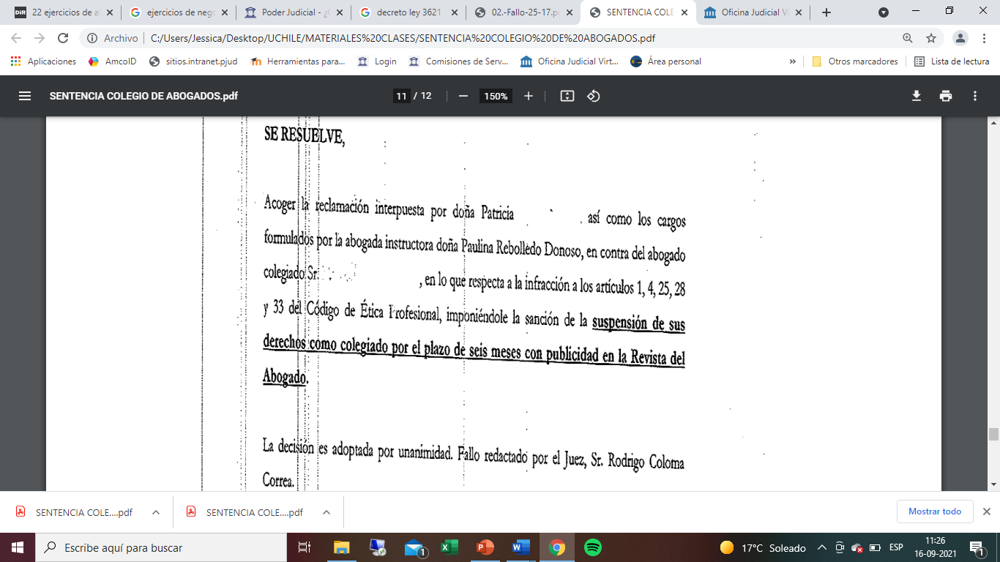 22 ejercicios de al
ejercicios de nego
Poder Judicial - ¿C
decreto ley 3621
02.-Fallo-25-17.pd
SENTENCIA COLE
Oficina Judicial Vi
Archivo
C:/Users/Jessica/Desktop/UCHILE/MATERIALES%20CLASES/SENTENCIA%20COLEGIO%20DE%20ABOGADOS.pdf
Aplicaciones
AmcolD
sitios.intranet.pjud
Herramientas para...
Login
Comisiones de Serv...
Oficina Judicial Virt...
Área personal
»
Otros marcadores
Lista de lectura
SENTENCIA COLEGIO DE ABOGADOS.pdf
11 / 12
150%
SE RESUELVE,
Acoger la reclamación interpuesta por doña Patricia así como los cargos
formulados por la abogada instructora doña Paulina Rebolledo Donoso, en contra del abogado
colegiado Sr. , en lo que respecta a la infracción a los artículos 1, 4, 25, 28
y 33 del Código de Ética Profesional, imponiéndole la sanción de la suspensión de sus
derechos como colegiado por el plazo de seis meses con publicidad en la Revista del
Abogado.
La decisión es adoptada por unanimidad. Fallo redactado por el Juez, Sr. Rodrigo Coloma
Correa.
SENTENCIA COLE....pdf
SENTENCIA COLE....pdf
Mostrar todo
Escribe aquí para buscar
1
17°C Soleado
ESP
11:26
16-09-2021
1